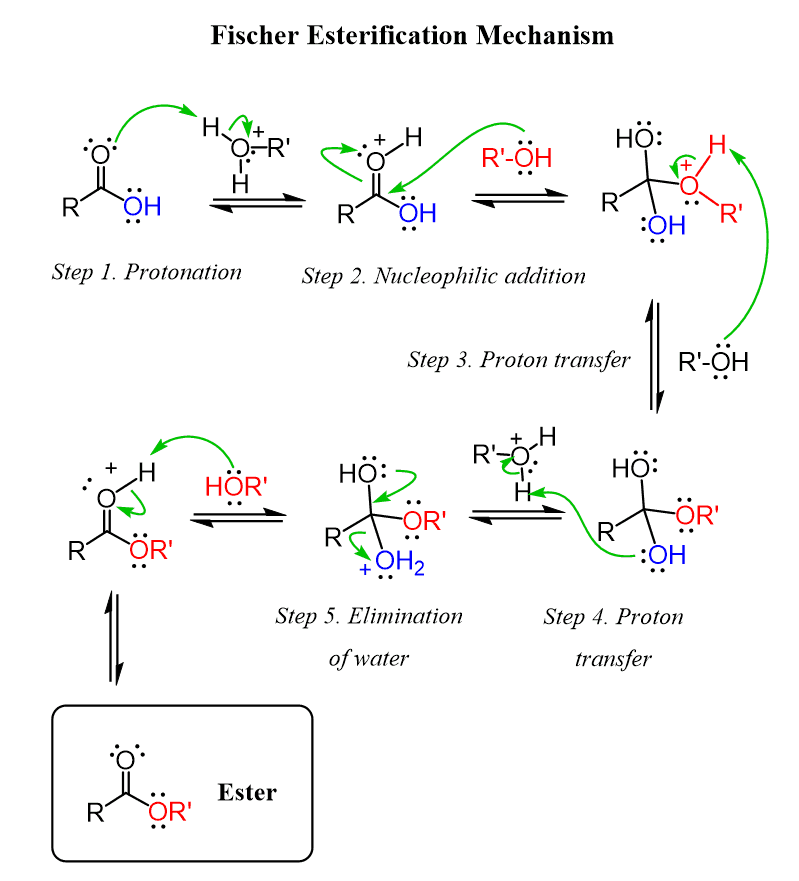 Fischer Esterification Mechanism
H
O
+
O
R'
H
R
OH
+
H
O
R
OH
R'-OH
HO:
H
+
R
O
:OH
R'
Step 1. Protonation
Step 2. Nucleophilic addition
Step 3. Proton transfer
R'-OH
+
H
O
R
OR'
HOR'
HO:
R
OR'
+
OH2
R'
+
H
O
H
HO:
R
OR'
:OH
Step 5. Elimination
of water
Step 4. Proton
transfer
O
R
OR'
Ester